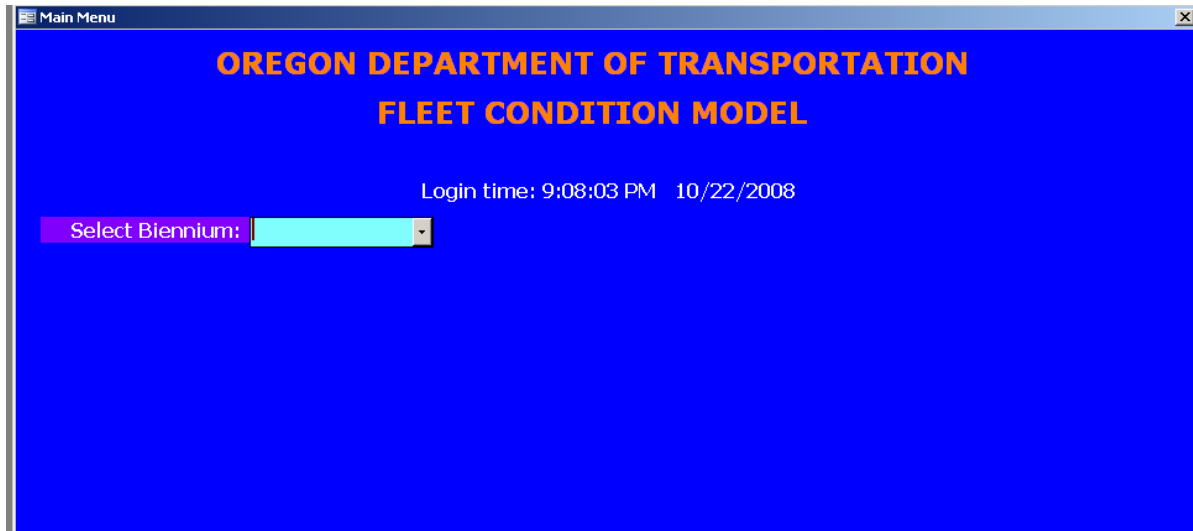 Main Menu
OREGON DEPARTMENT OF TRANSPORTATION
FLEET CONDITION MODEL
Login time: 9:08:03 PM 10/22/2008
Select Biennium: